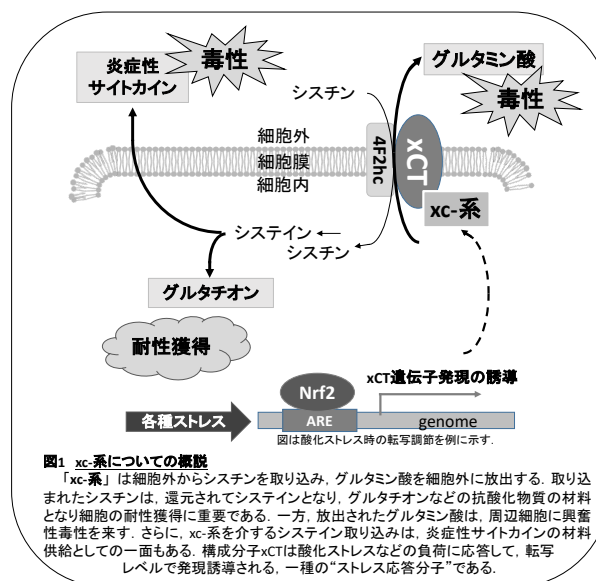 炎症性
サイトカイン
毒性
グルタミン酸
毒性
シスチン
細胞外
細胞膜
細胞内
4F2hc
xCT
xc-系
システイン
シスチン
グルタチオン
耐性獲得
xCT遺伝子発現の誘導
Nrf2
各種ストレス
ARE
genome
図は酸化ストレス時の転写調節を例に示す.
図1 xc-系についての概説
「xc-系」は細胞外からシスチンを取り込み, グルタミン酸を細胞外に放出する. 取り込
まれたシスチンは, 還元されてシステインとなり, グルタチオンなどの抗酸化物質の材料
となり細胞の耐性獲得に重要である. 一方, 放出されたグルタミン酸は, 周辺細胞に興奮
性毒性を来す. さらに, xc-系を介するシステイン取り込みは, 炎症性サイトカインの材料
供給としての一面もある. 構成分子xCTは酸化ストレスなどの負荷に応答して, 転写
レベルで発現誘導される, 一種の"ストレス応答分子"である.